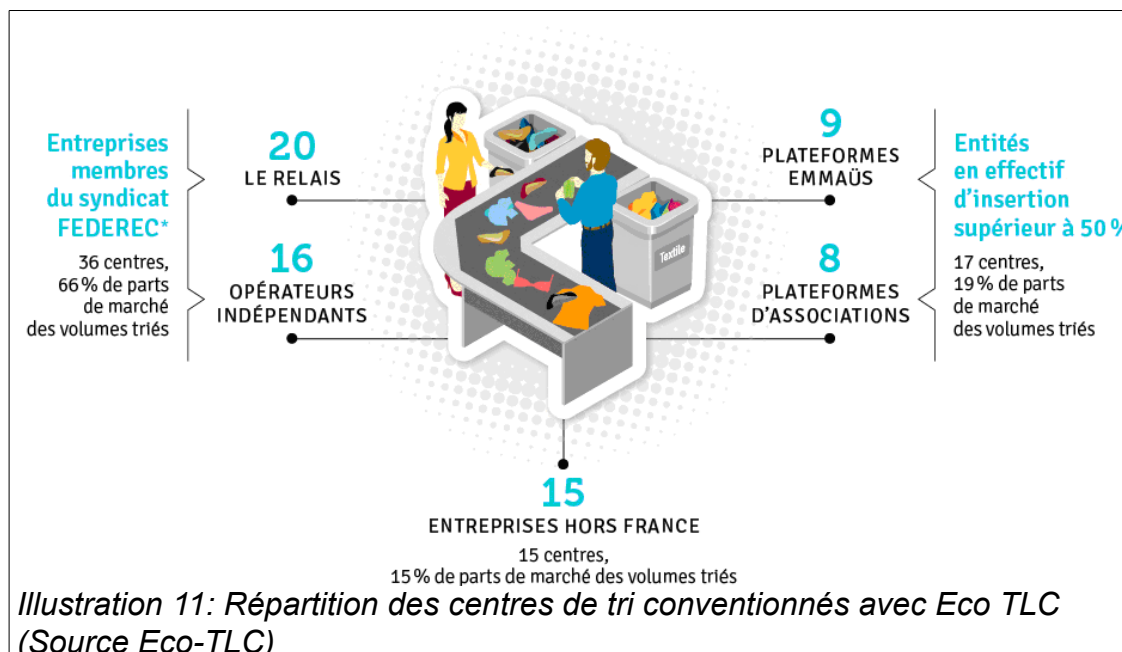 Entreprises
membres
du syndicat
FEDEREC*
36 centres,
66 % de parts
de marché
des volumes triés
20
LE RELAIS
16
OPÉRATEURS
INDÉPENDANTS
Textile
9
PLATEFORMES
EMMAÜS
8
PLATEFORMES
D'ASSOCIATIONS
Entités
en effectif
d'insertion
supérieur à 50 %
17 centres,
19 % de parts
de marché
des volumes triés
15
ENTREPRISES HORS FRANCE
15 centres,
15 % de parts de marché des volumes triés
Illustration 11: Répartition des centres de tri conventionnés avec Eco TLC
(Source Eco-TLC)